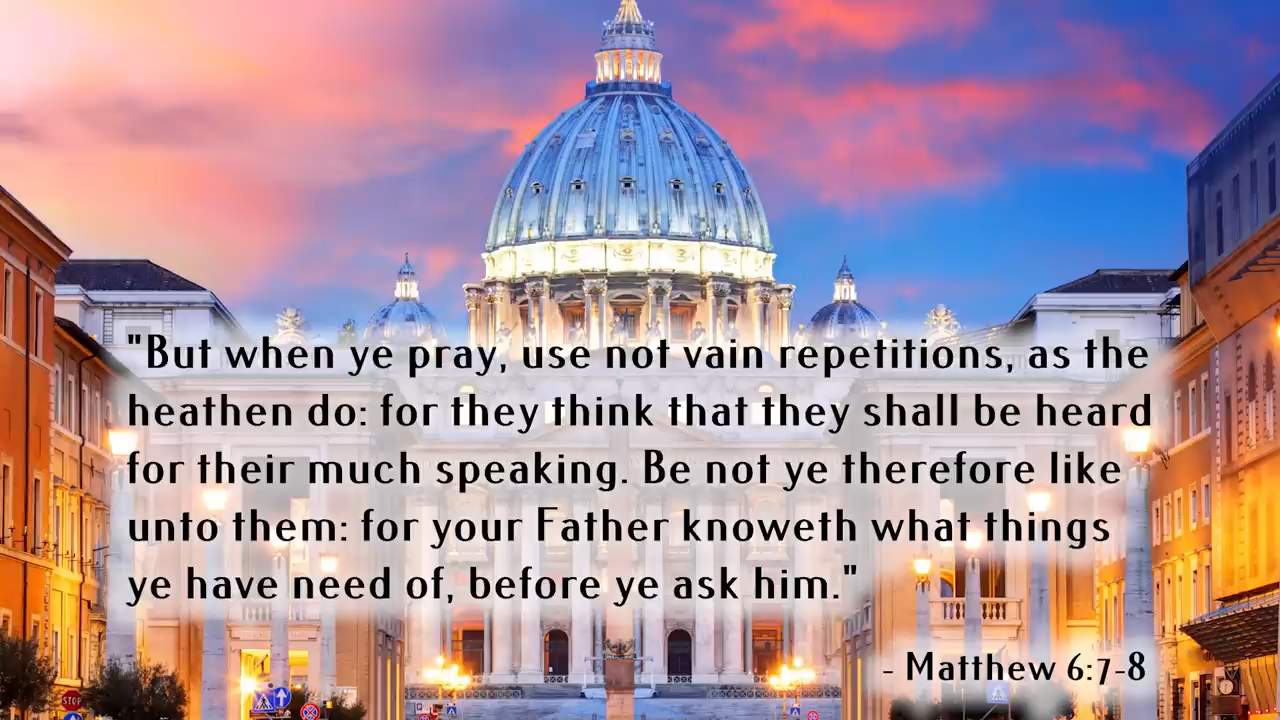 "But when ye pray, use not vain repetitions, as the
heathen do: for they think that they shall be heard
for their much speaking. Be not ye therefore like
unto them: for your Father knoweth what things
ye have need of, before ye ask him."
- Matthew 6:7-8
STOP